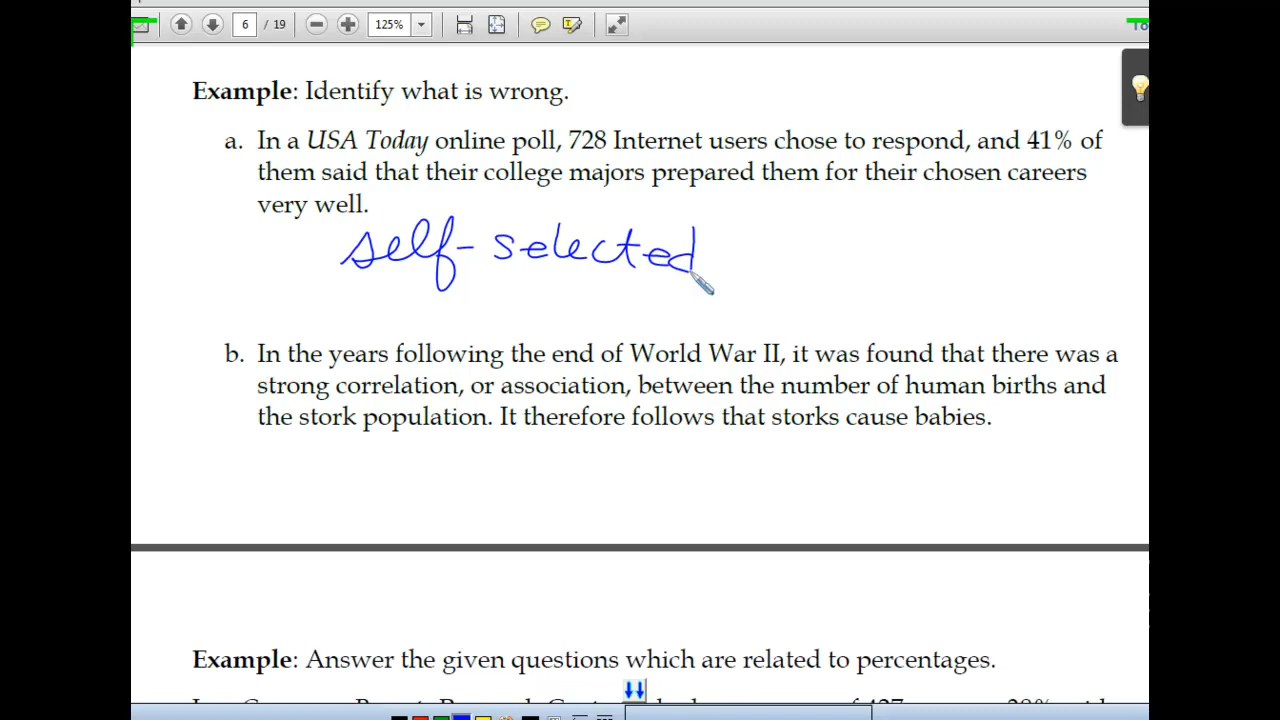 6 / 19 125%
To
Example: Identify what is wrong.
a. In a USA Today online poll, 728 Internet users chose to respond, and 41% of
them said that their college majors prepared them for their chosen careers
very well.
self-selected
b. In the years following the end of World War II, it was found that there was a
strong correlation, or association, between the number of human births and
the stork population. It therefore follows that storks cause babies.
Example: Answer the given questions which are related to percentages.